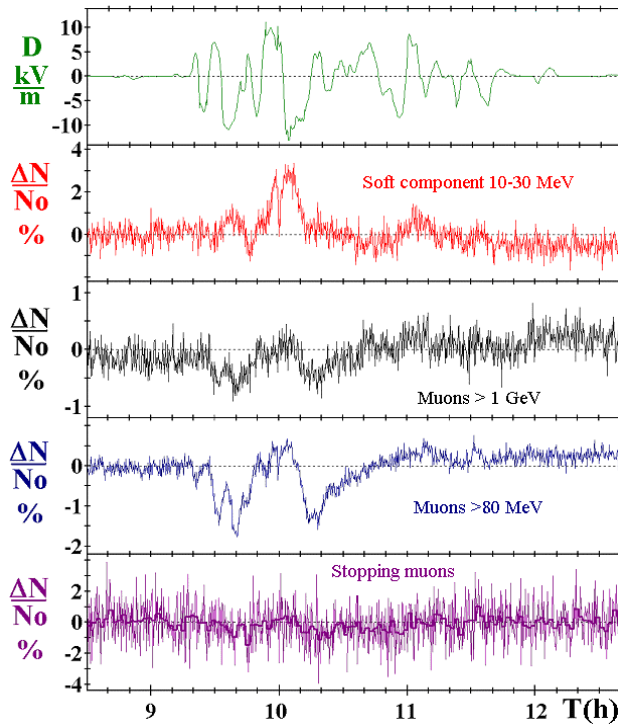 D
kV
m
10
5
0
-5
-10
ΔN
No
%
4
2
0
Soft component 10-30 MeV
ΔN
No
%
1
0
-1
Muons > 1 GeV
ΔN
No
%
0
-1
-2
Muons >80 MeV
ΔN
No
%
2
0
-2
-4
Stopping muons
9
10
11
12
T(h)